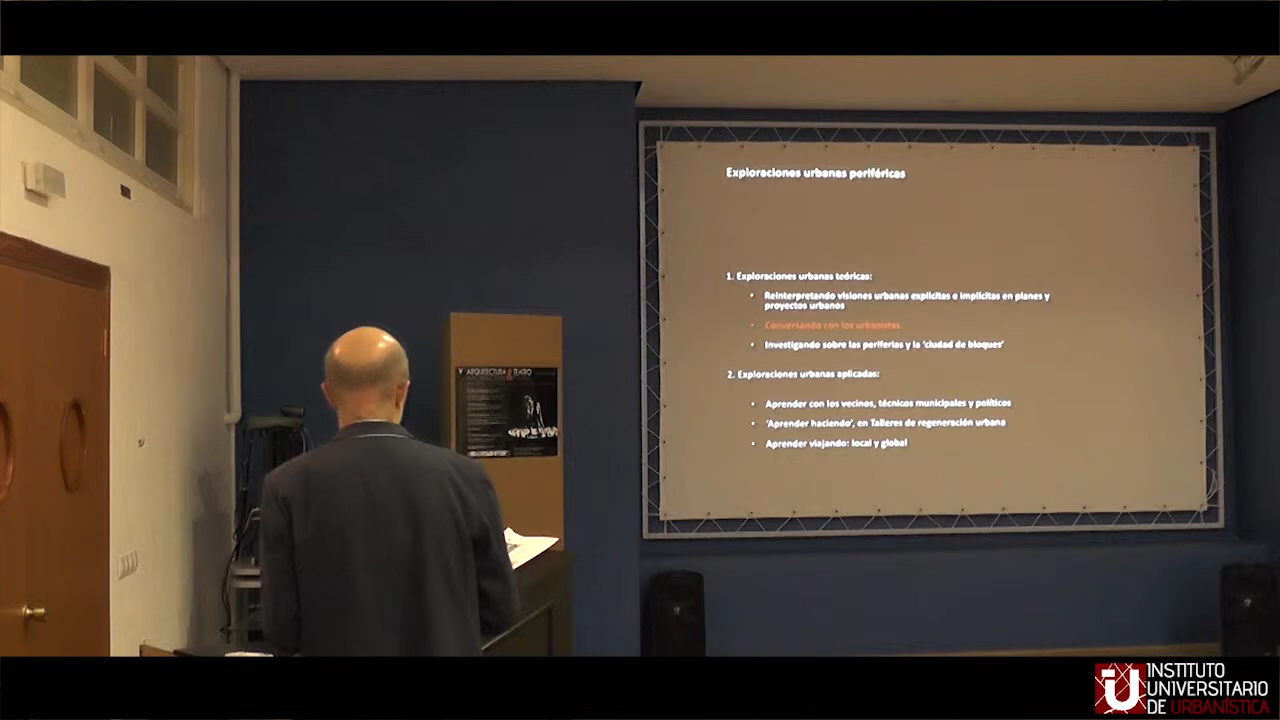 Exploraciones urbanas periféricas
1. Exploraciones urbanas teóricas:
• Reinterpretando visiones urbanas explícitas e implícitas en planes y
proyectos urbanos
• Conversando con los urbanistas
• Investigando sobre las periferias y la 'ciudad de bloques'
2. Exploraciones urbanas aplicadas:
• Aprender con los vecinos, técnicos municipales y políticos
• 'Aprender haciendo', en Talleres de regeneración urbana
• Aprender viajando: local y global
V ARQUITECTURA & TEATRO
iU INSTITUTO
UNIVERSITARIO
DE URBANÍSTICA